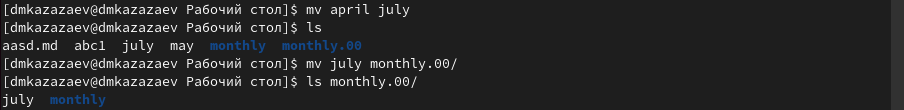 [dmkazazaev@dmkazazaev Рабочий стол]$ mv april july
[dmkazazaev@dmkazazaev Рабочий стол]$ ls
aasd.md  abc1  july  may  monthly  monthly.00
[dmkazazaev@dmkazazaev Рабочий стол]$ mv july monthly.00/
[dmkazazaev@dmkazazaev Рабочий стол]$ ls monthly.00/
july  monthly